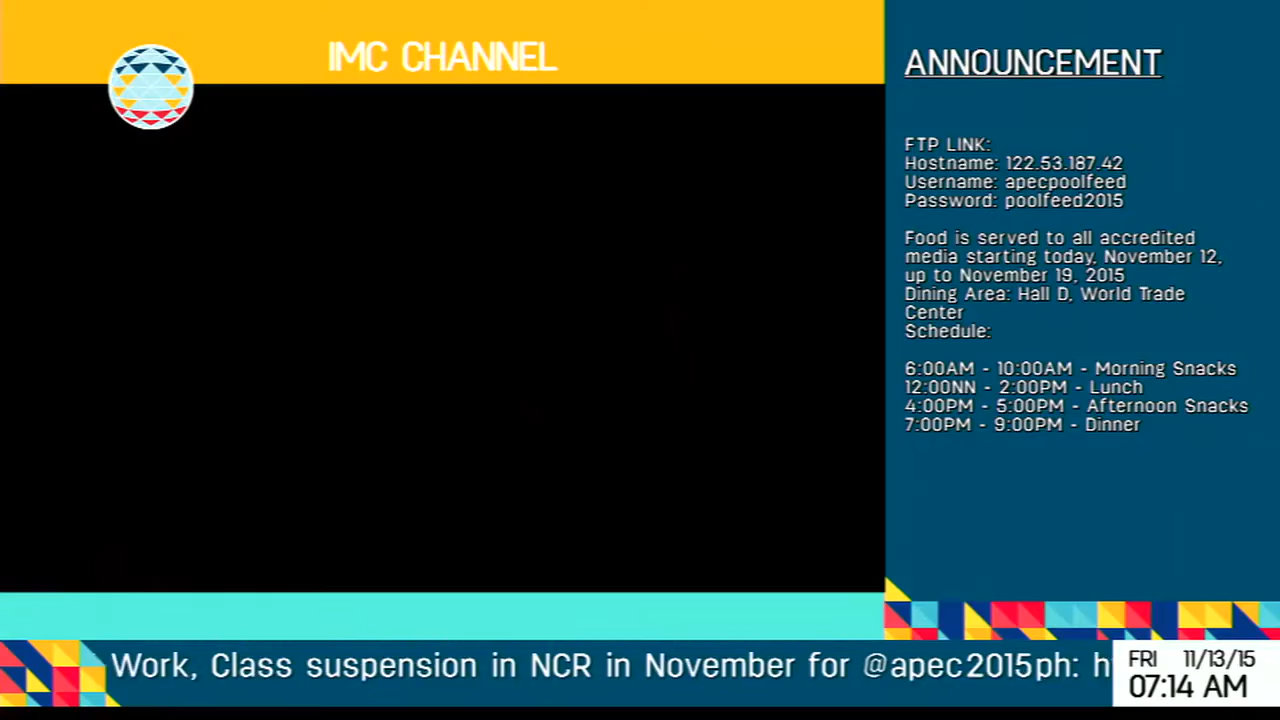 IMC CHANNEL
ANNOUNCEMENT
FTP LINK:
Hostname: 122.53.187.42
Username: apecpoolfeed
Password: poolfeed2015
Food is served to all accredited
media starting today, November 12,
up to November 19, 2015
Dining Area: Hall D, World Trade
Center
Schedule:
6:00AM - 10:00AM - Morning Snacks
12:00NN - 2:00PM - Lunch
4:00PM - 5:00PM - Afternoon Snacks
7:00PM - 9:00PM - Dinner
Work, Class suspension in NCR in November for @apec2015ph:
FRI 11/13/15
07:14 AM